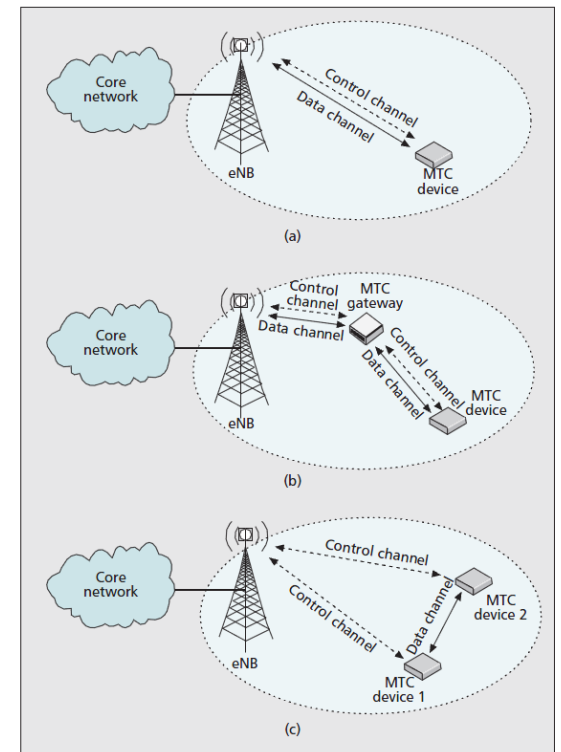 Core
network
Control channel
Data channel
eNB
MTC
device
(a)
Control
channel
MTC
gateway
Data channel
Core
network
Control channel
Data channel
MTC
device
eNB
(b)
Control channel
Core
network
Control channel
Data channel
MTC
device 2
eNB
MTC
device 1
(c)